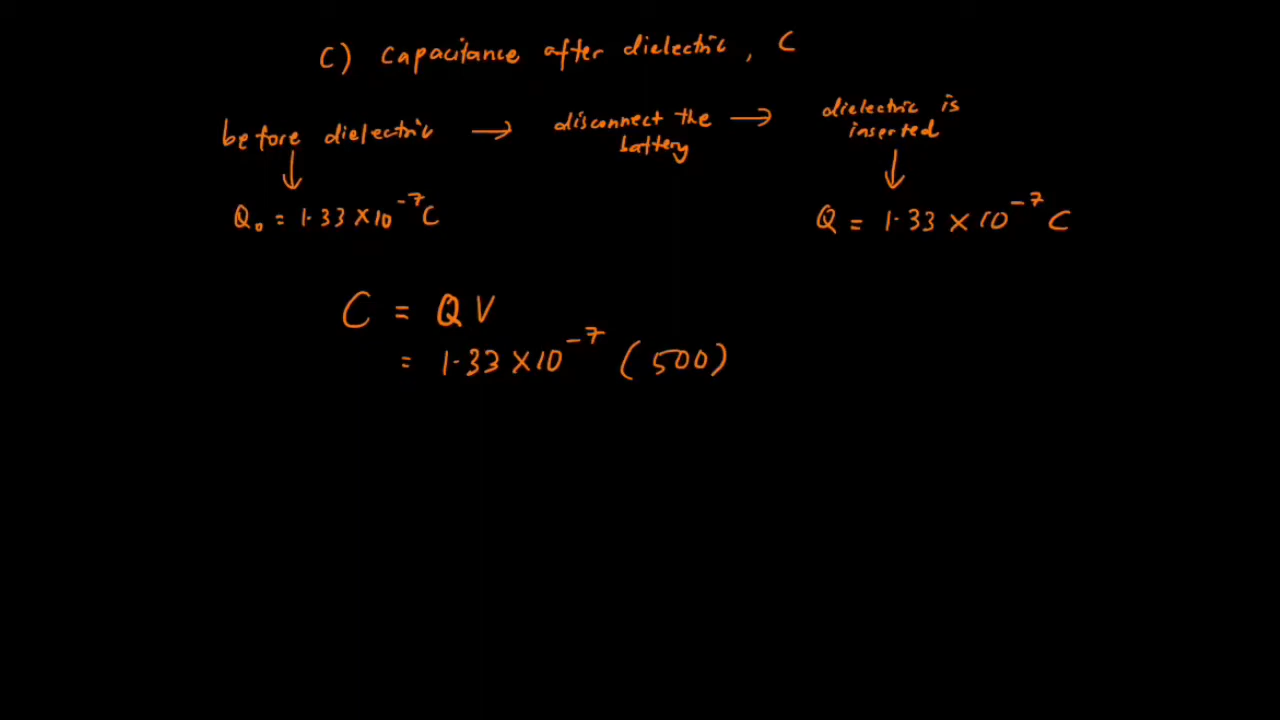 C) Capacitance after dielectric, C
before dielectric → disconnect the battery → dielectric is inserted
↓ ↓
Q₀ = 1.33 × 10⁻⁷ C Q = 1.33 × 10⁻⁷ C
C = QV
= 1.33 × 10⁻⁷ (500)